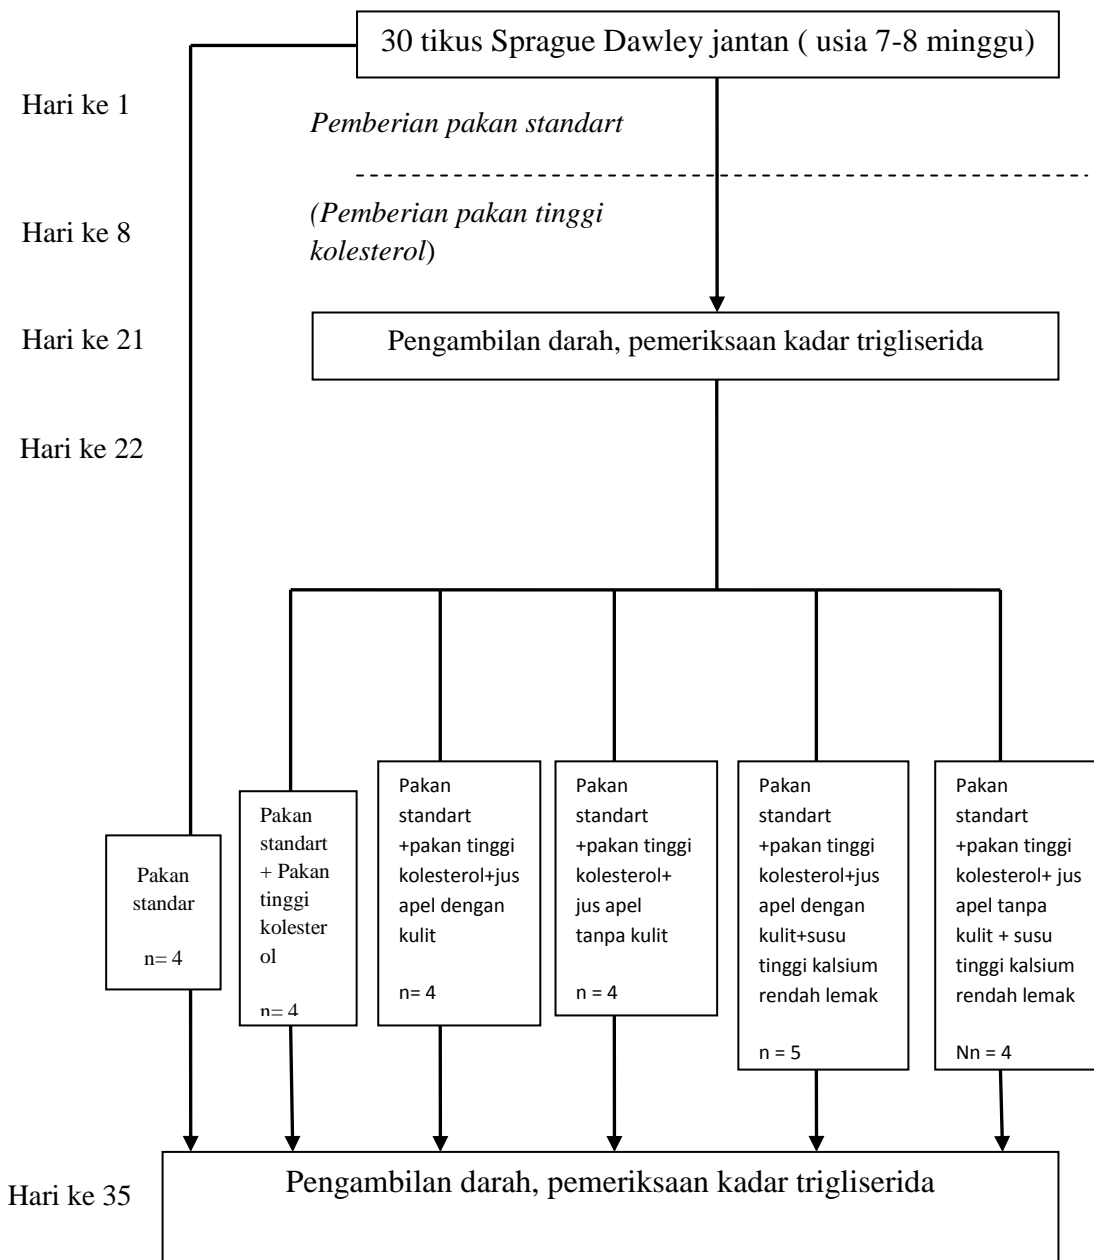 30 tikus Sprague Dawley jantan ( usia 7-8 minggu)
Hari ke 1
Pemberian pakan standart
Hari ke 8
(Pemberian pakan tinggi
kolesterol)
Hari ke 21
Pengambilan darah, pemeriksaan kadar trigliserida
Hari ke 22
Pakan
standar
n= 4
Pakan
standart
+ Pakan
tinggi
kolester
ol
n= 4
Pakan
standart
+pakan tinggi
kolesterol+jus
apel dengan
kulit
n= 4
Pakan
standart
+pakan tinggi
kolesterol+
jus apel
tanpa kulit
n = 4
Pakan
standart
+pakan tinggi
kolesterol+jus
apel dengan
kulit+susu
tinggi kalsium
rendah lemak
n = 5
Pakan
standart
+pakan tinggi
kolesterol+ jus
apel tanpa
kulit + susu
tinggi kalsium
rendah lemak
Nn = 4
Hari ke 35
Pengambilan darah, pemeriksaan kadar trigliserida